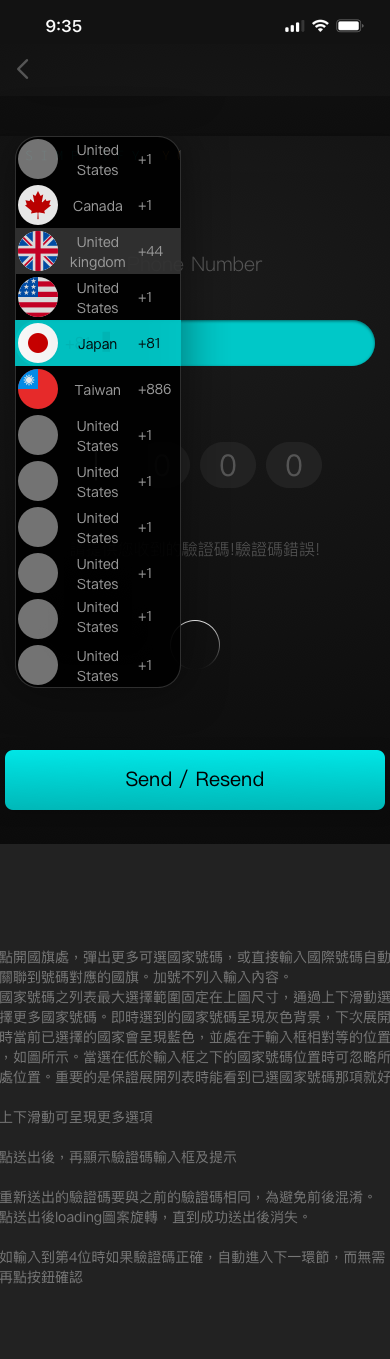 9:35
United
States
+1
Canada
+1
United
kingdom
+44
Number
United
States
+1
Japan
+81
Taiwan
+886
United
States
+1
United
States
+1
0
0
0
United
States
+1
驗證碼!驗證碼錯誤!
United
States
+1
United
States
+1
United
States
+1
Send / Resend
點開國旗處，彈出更多可選國家號碼，或直接輸入國際號碼自動
關聯到號碼對應的國旗。加號不列入輸入內容。
國家號碼之列表最大選擇範圍固定在上圖尺寸，通過上下滑動選
擇更多國家號碼。即時選到的國家號碼呈現灰色背景，下次展開
時當前已選擇的國家會呈現藍色，並處在于輸入框相對等的位置
，如圖所示。當選在低於輸入框之下的國家號碼位置時可忽略所
處位置。重要的是保證展開列表時能看到已選國家號碼那項就好
上下滑動可呈現更多選項
點送出後，再顯示驗證碼輸入框及提示
重新送出的驗證碼要與之前的驗證碼相同，為避免前後混淆。
點送出後loading圖案旋轉，直到成功送出後消失。
如輸入到第4位時如果驗證碼正確，自動進入下一環節，而無需
再點按鈕確認